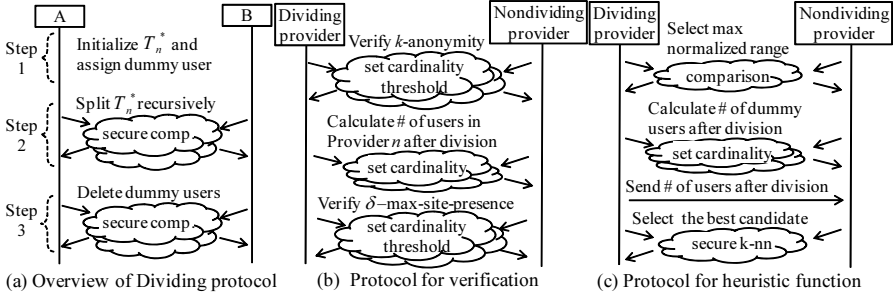 A
B
Step
1
Initialize T_n^* and
assign dummy user
Step
2
Split T_n^* recursively
secure comp.
Step
3
Delete dummy users
secure comp.
(a) Overview of Dividing protocol
Dividing
provider
Nondividing
provider
Verify k-anonymity
set cardinality
threshold
Calculate # of users in
Provider n after division
set cardinality
Verify δ−max-site-presence
set cardinality
threshold
(b) Protocol for verification
Dividing
provider
Nondividing
provider
Select max
normalized range
comparison
Calculate # of dummy
users after division
set cardinality
Send # of users after division
Select the best candidate
secure k-nn
(c) Protocol for heuristic function